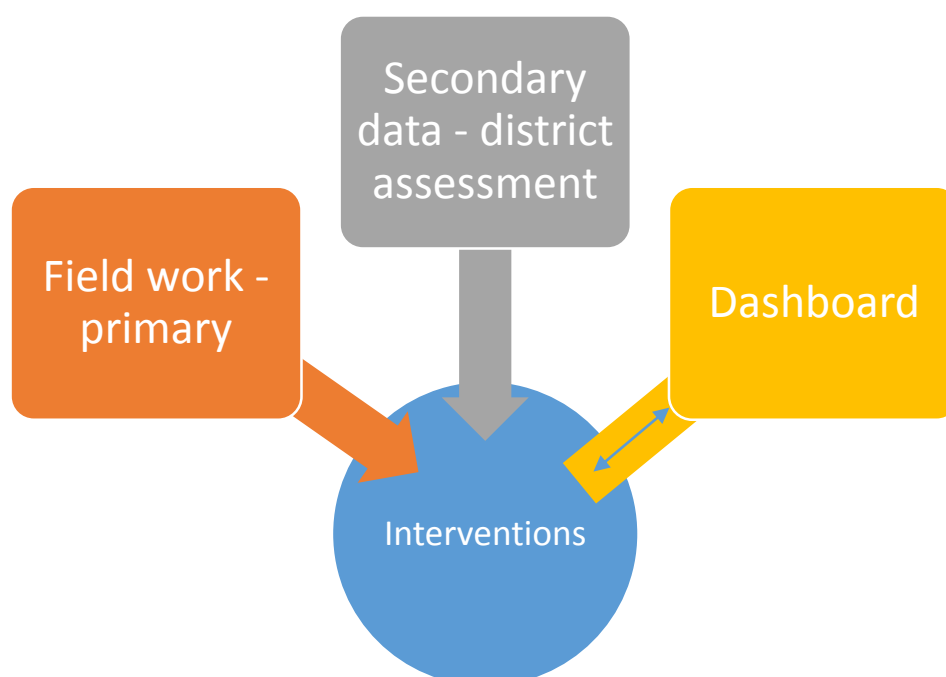 Secondary
data - district
assessment
Field work -
primary
Dashboard
Interventions